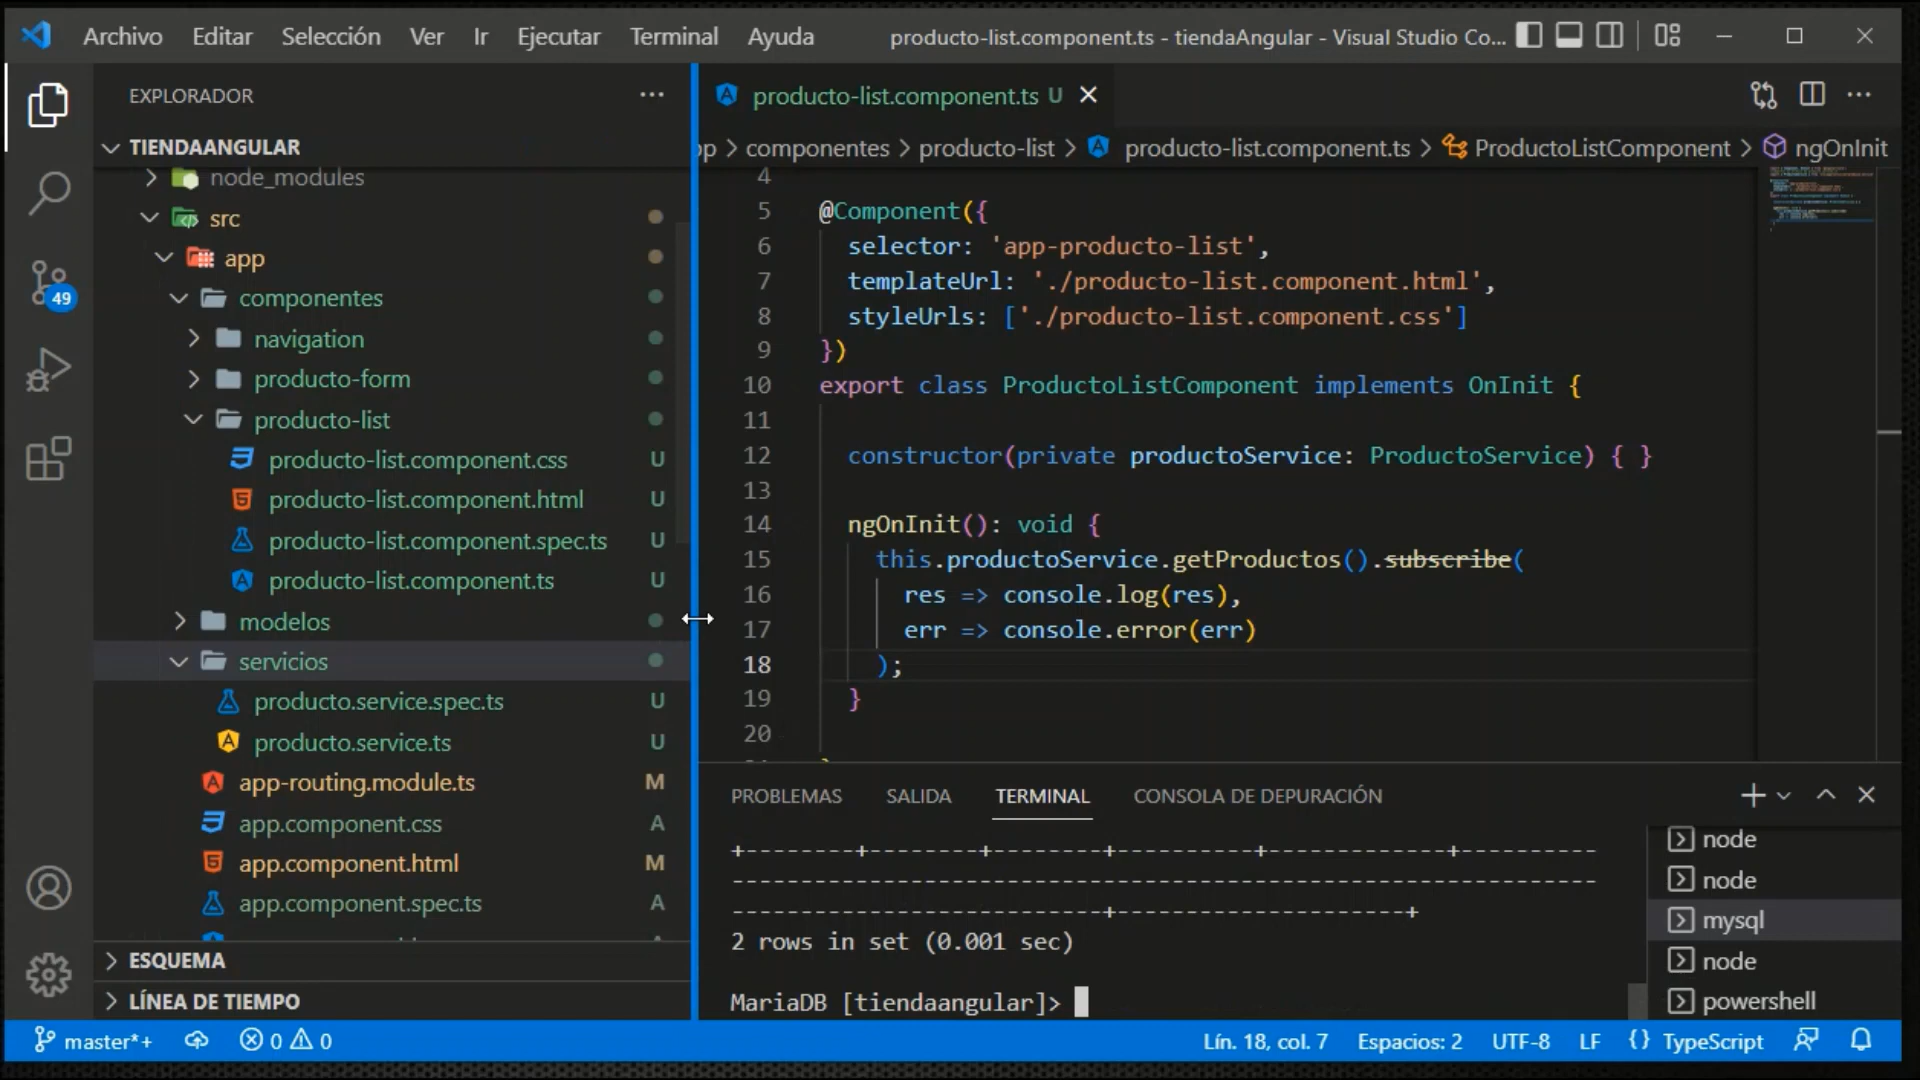 Archivo Editar Selección Ver Ir Ejecutar Terminal Ayuda producto-list.component.ts - tiendaAngular - Visual Studio Co...
EXPLORADOR
TIENDAANGULAR
node_modules
src
app
componentes
navigation
producto-form
producto-list
producto-list.component.css U
producto-list.component.html U
producto-list.component.spec.ts U
producto-list.component.ts U
modelos
servicios
producto.service.spec.ts U
producto.service.ts U
app-routing.module.ts M
app.component.css A
app.component.html M
app.component.spec.ts A
ESQUEMA
LÍNEA DE TIEMPO
49
producto-list.component.ts U
componentes > producto-list > producto-list.component.ts > ProductoListComponent > ngOnInit
4
5 @Component({
6 selector: 'app-producto-list',
7 templateUrl: './producto-list.component.html',
8 styleUrls: ['./producto-list.component.css']
9 })
10 export class ProductoListComponent implements OnInit {
11
12 constructor(private productoService: ProductoService) { }
13
14 ngOnInit(): void {
15 this.productoService.getProductos().subscribe(
16 res => console.log(res),
17 err => console.error(err)
18 );
19 }
20
PROBLEMAS SALIDA TERMINAL CONSOLA DE DEPURACIÓN
+--------+--------+--------+----------+-------------+----------
--------------------------------------------------------------
---------------------------+---------------------+
2 rows in set (0.001 sec)
MariaDB [tiendaangular]>
node
node
mysql
node
powershell
master*+ 0 0 Lín. 18, col. 7 Espacios: 2 UTF-8 LF {} TypeScript